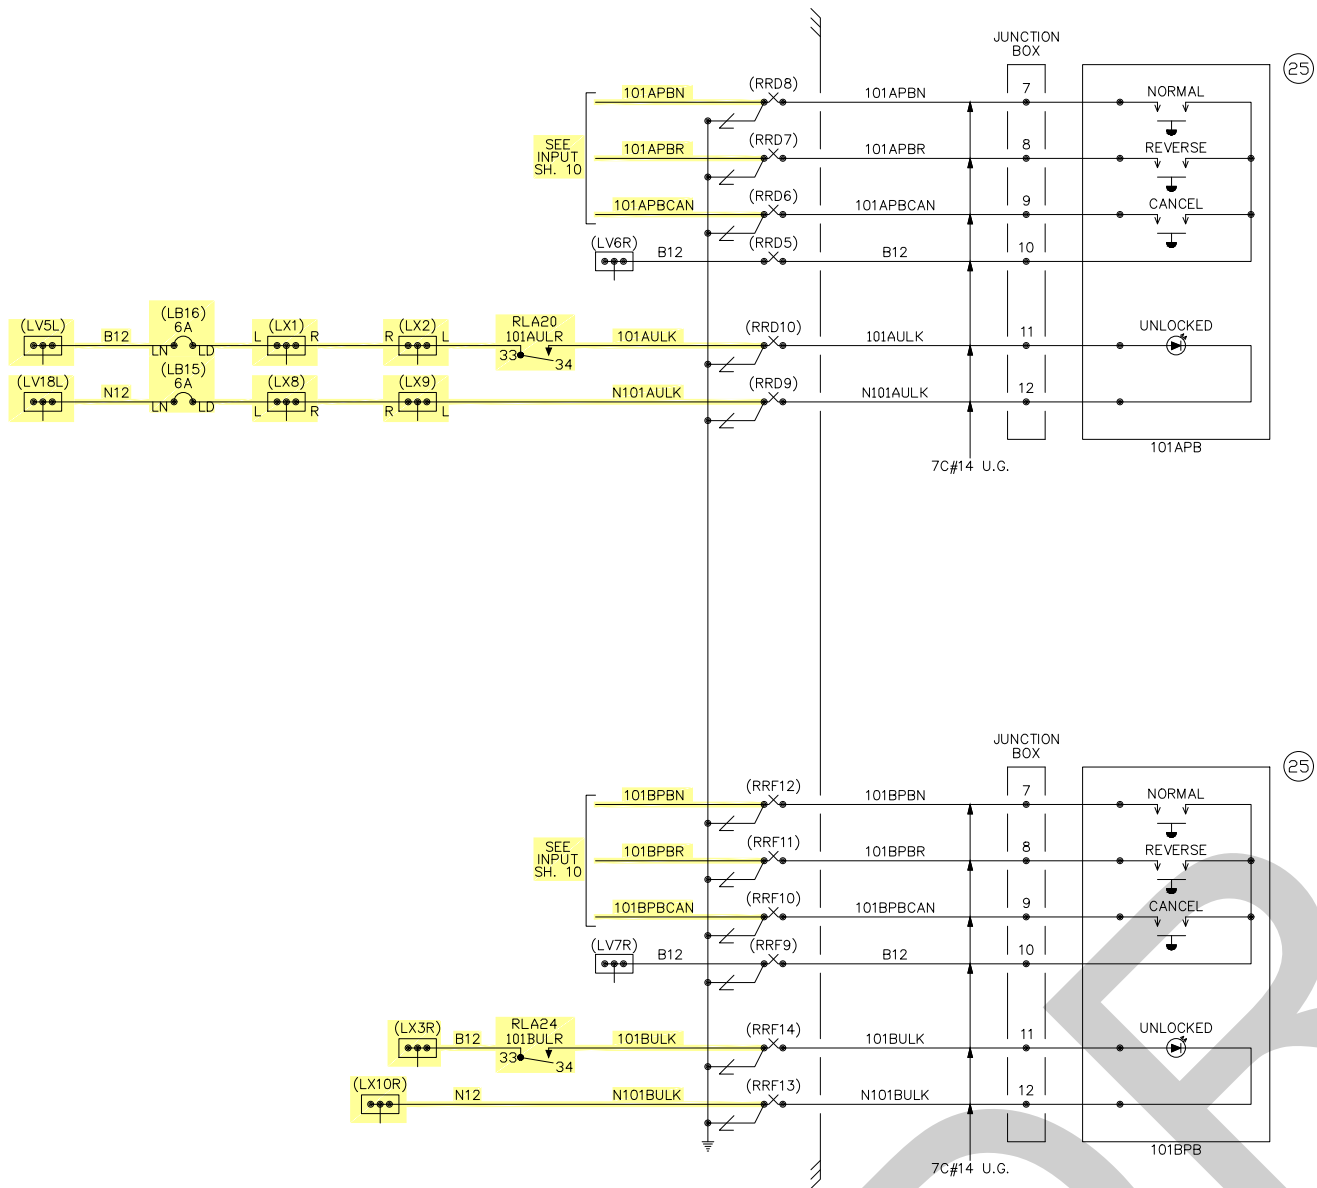 JUNCTION
BOX
25
(RRD8)
101APBN
101APBN
7
NORMAL
SEE
INPUT
SH. 10
(RRD7)
101APBR
101APBR
8
REVERSE
(RRD6)
101APBCAN
101APBCAN
9
CANCEL
(LV6R)
B12
(RRD5)
B12
10
(LV5L)
B12
(LB16)
6A
LN
LD
(LX1)
L
R
(LX2)
R
L
RLA20
101AULR
33
34
101AULK
(RRD10)
101AULK
11
UNLOCKED
(LV18L)
N12
(LB15)
6A
LN
LD
(LX8)
L
R
(LX9)
R
L
N101AULK
(RRD9)
N101AULK
12
101APB
7C#14 U.G.
JUNCTION
BOX
25
(RRF12)
101BPBN
101BPBN
7
NORMAL
SEE
INPUT
SH. 10
(RRF11)
101BPBR
101BPBR
8
REVERSE
(RRF10)
101BPBCAN
101BPBCAN
9
CANCEL
(LV7R)
B12
(RRF9)
B12
10
(LX3R)
B12
RLA24
101BULR
33
34
101BULK
(RRF14)
101BULK
11
UNLOCKED
(LX10R)
N12
N101BULK
(RRF13)
N101BULK
12
101BPB
7C#14 U.G.